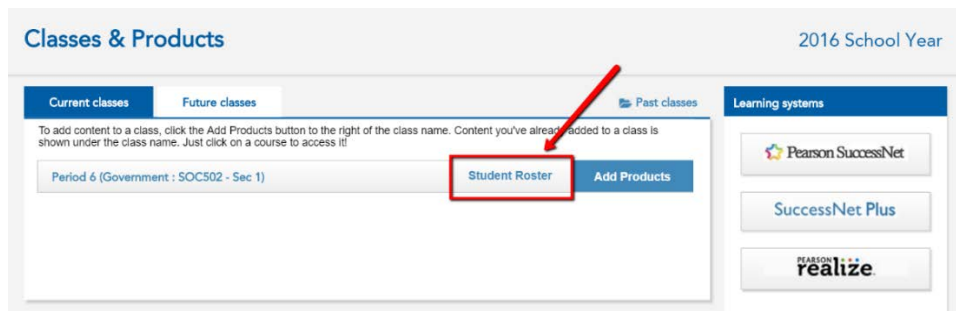 Classes & Products
2016 School Year
Current classes
Future classes
Past classes
To add content to a class, click the Add Products button to the right of the class name. Content you've already added to a class is
shown under the class name. Just click on a course to access it!
Period 6 (Government : SOC502 - Sec 1)
Student Roster
Add Products
Learning systems
Pearson SuccessNet
SuccessNet Plus
PEARSON
realize.